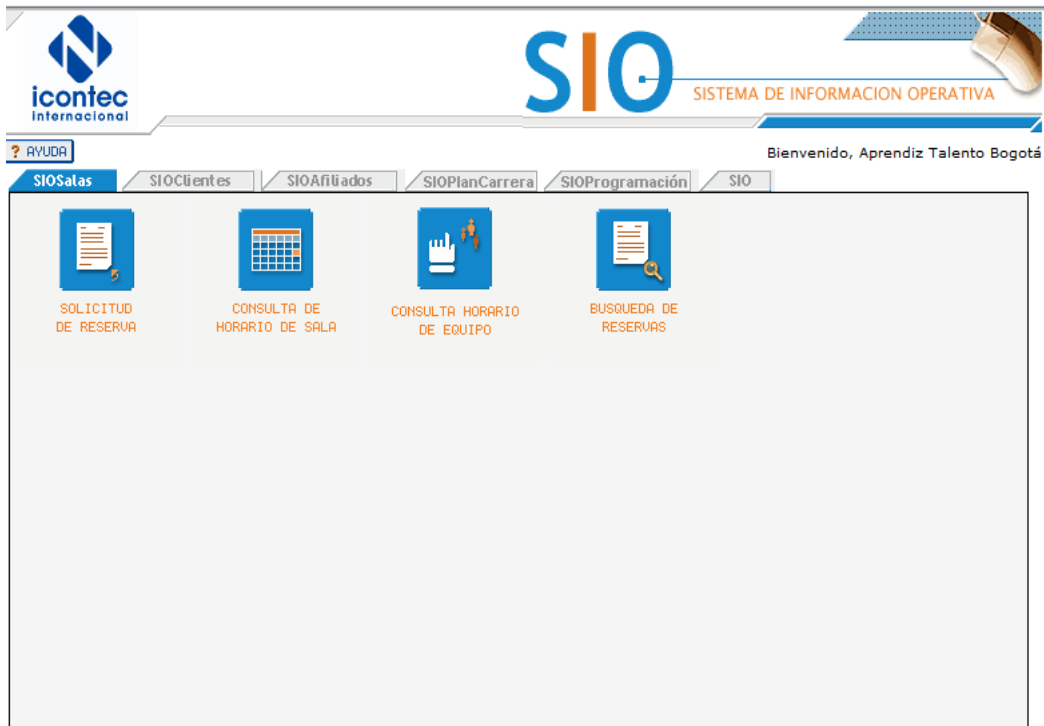 icontec
internacional
SIO
SISTEMA DE INFORMACION OPERATIVA
? AYUDA
Bienvenido, Aprendiz Talento Bogotá
SIOSalas SIOClientes SIOAfiliados SIOPlanCarrera SIOProgramación SIO
SOLICITUD
DE RESERVA
CONSULTA DE
HORARIO DE SALA
CONSULTA HORARIO
DE EQUIPO
BUSQUEDA DE
RESERVAS